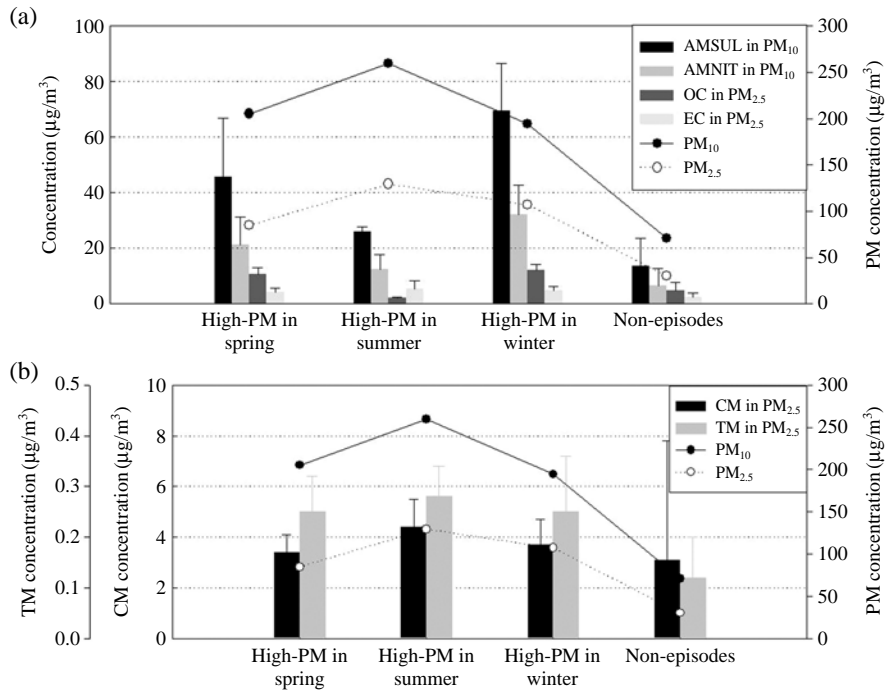 (a)
Concentration (µg/m³)
100
80
60
40
20
0
AMSUL in PM₁₀
AMNIT in PM₁₀
OC in PM₂.₅
EC in PM₂.₅
PM₁₀
PM₂.₅
300
250
200
150
100
50
0
PM concentration (µg/m³)
High-PM in
spring
High-PM in
summer
High-PM in
winter
Non-episodes
(b)
TM concentration (µg/m³)
0.5
0.4
0.3
0.2
0.1
0.0
CM concentration (µg/m³)
10
8
6
4
2
0
CM in PM₂.₅
TM in PM₂.₅
PM₁₀
PM₂.₅
300
250
200
150
100
50
0
PM concentration (µg/m³)
High-PM in
spring
High-PM in
summer
High-PM in
winter
Non-episodes